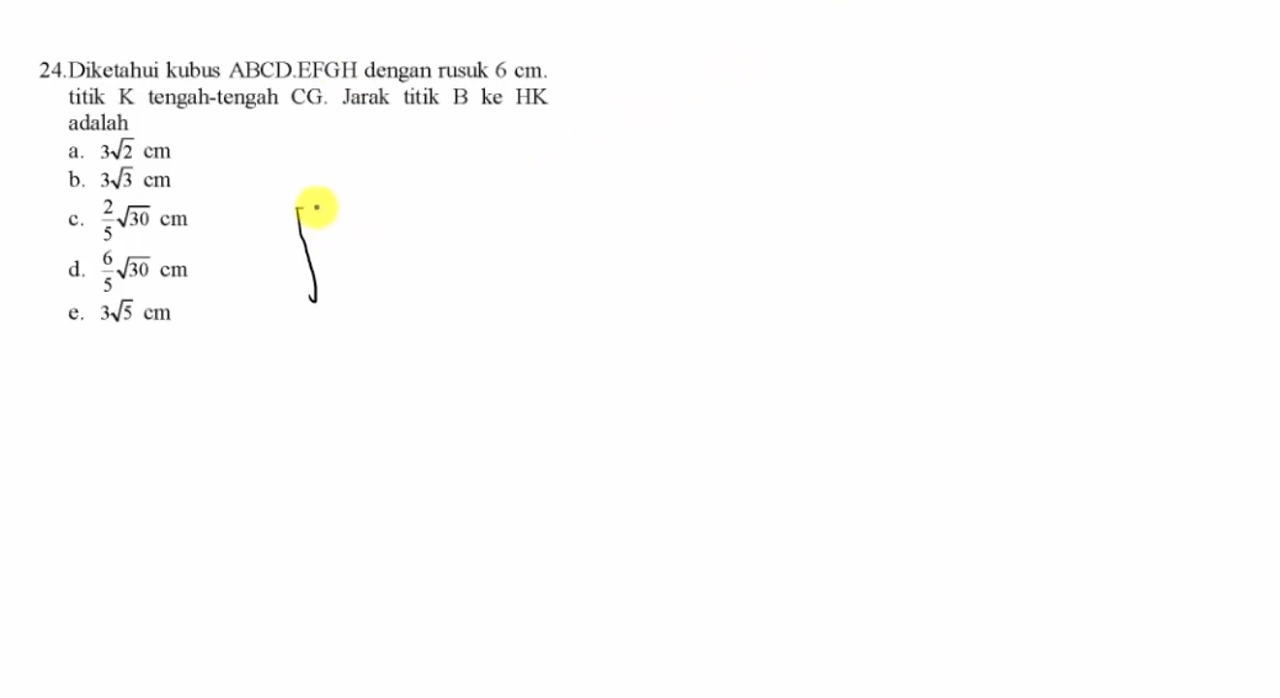 24.Diketahui kubus ABCD.EFGH dengan rusuk 6 cm.
titik K tengah-tengah CG. Jarak titik B ke HK
adalah
a. 3√2 cm
b. 3√3 cm
c. 2/5√30 cm
d. 6/5√30 cm
e. 3√5 cm